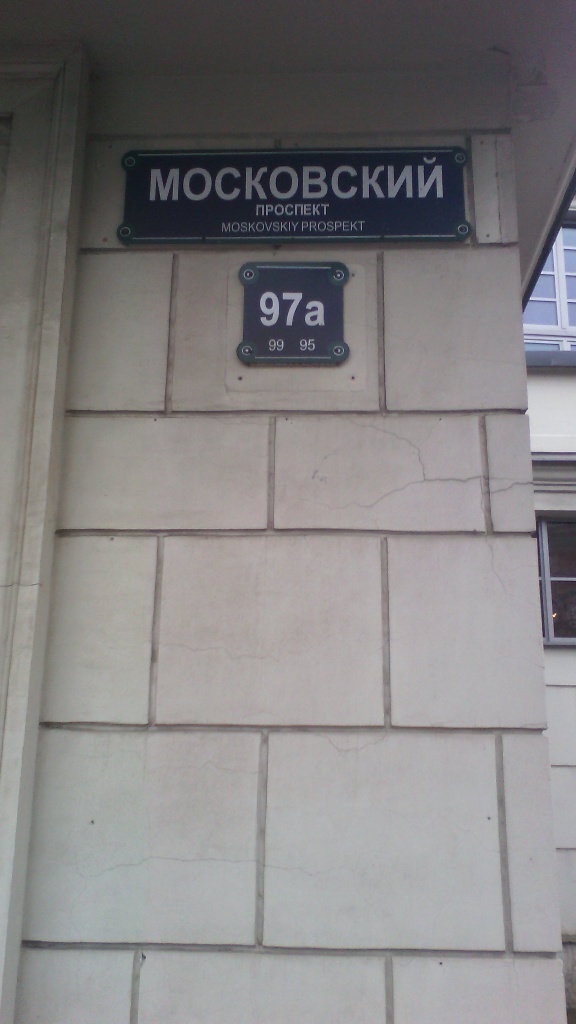 МОСКОВСКИЙ
ПРОСПЕКТ
MOSKOVSKIY PROSPEKT
97а
99 95